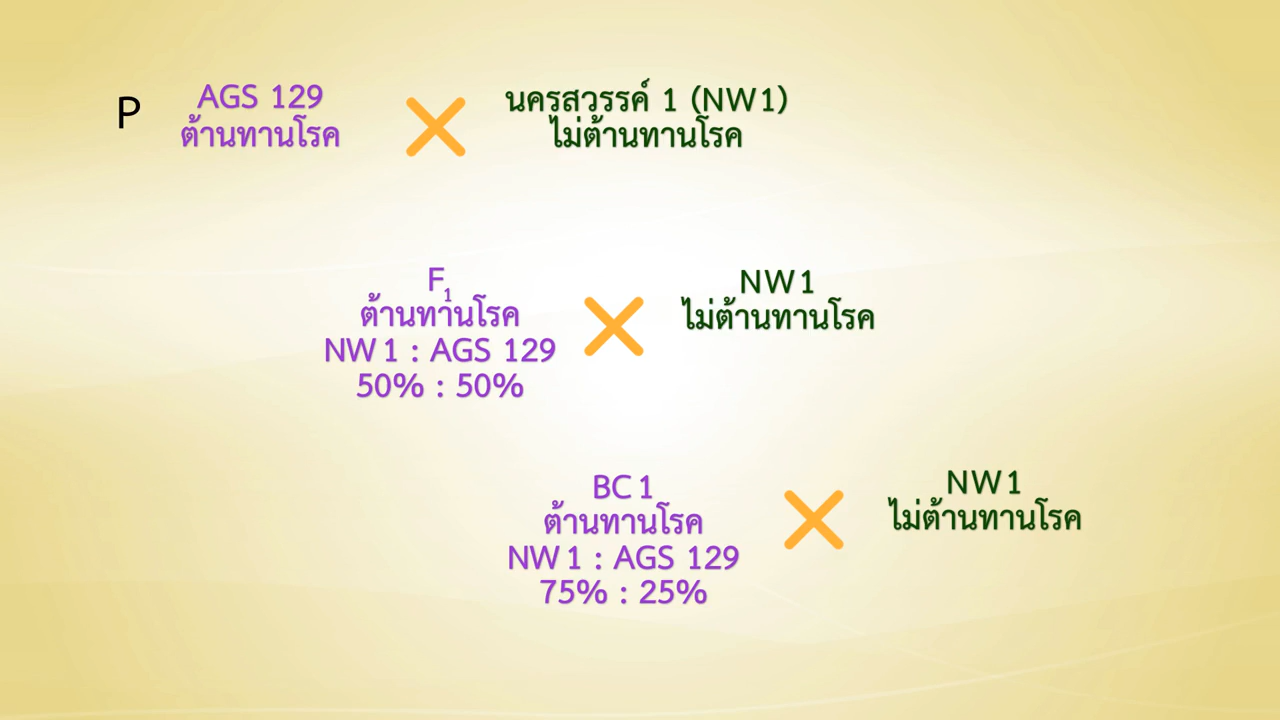 P
AGS 129
ต้านทานโรค
นครสวรรค์ 1 (NW1)
ไม่ต้านทานโรค
F1
ต้านทานโรค
NW1 : AGS 129
50% : 50%
NW1
ไม่ต้านทานโรค
BC1
ต้านทานโรค
NW1 : AGS 129
75% : 25%
NW1
ไม่ต้านทานโรค